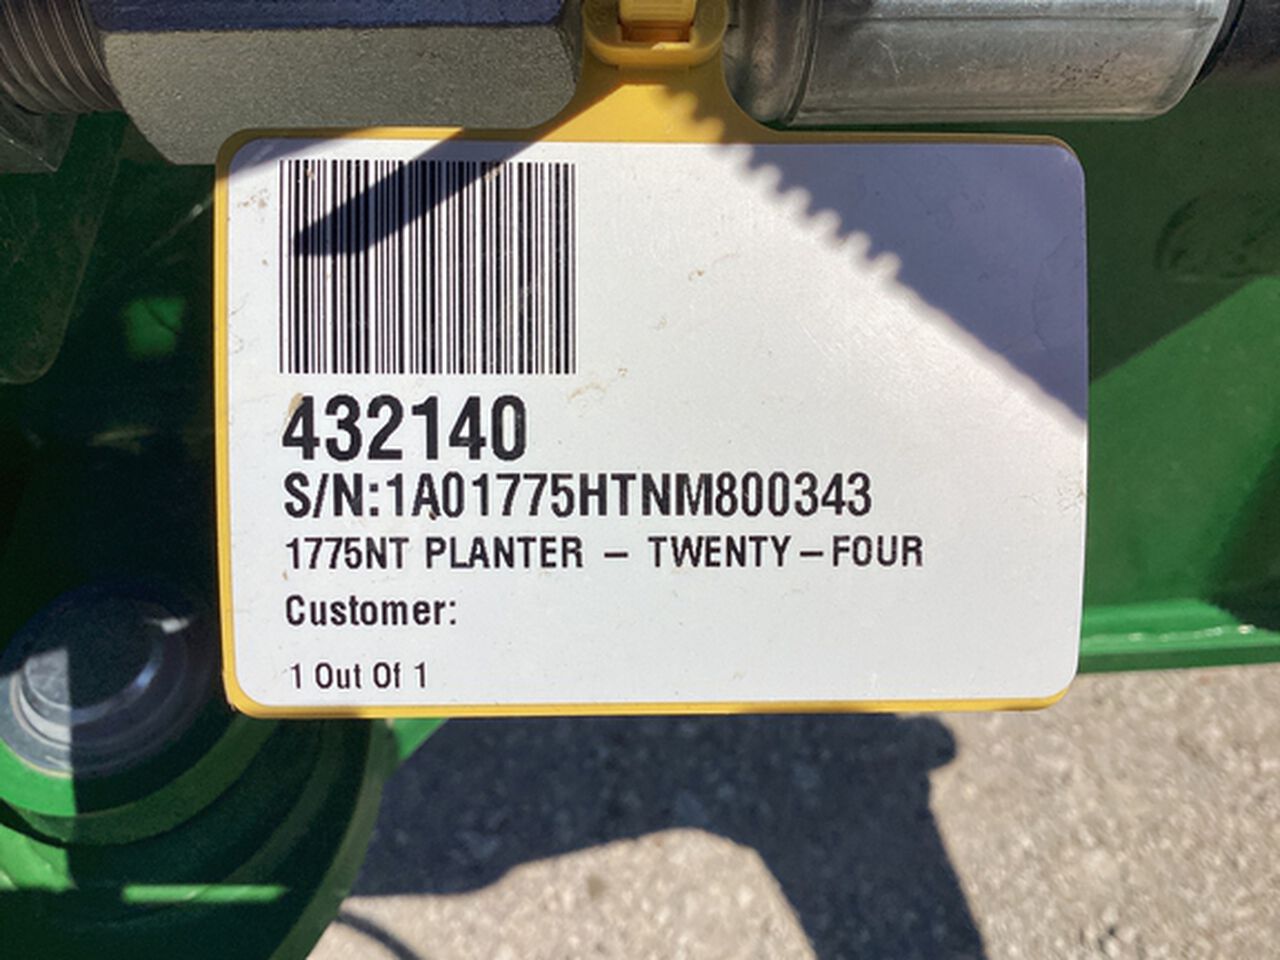 432140
S/N:1A01775HTNM800343
1775NT PLANTER – TWENTY–FOUR
Customer:
1 Out Of 1